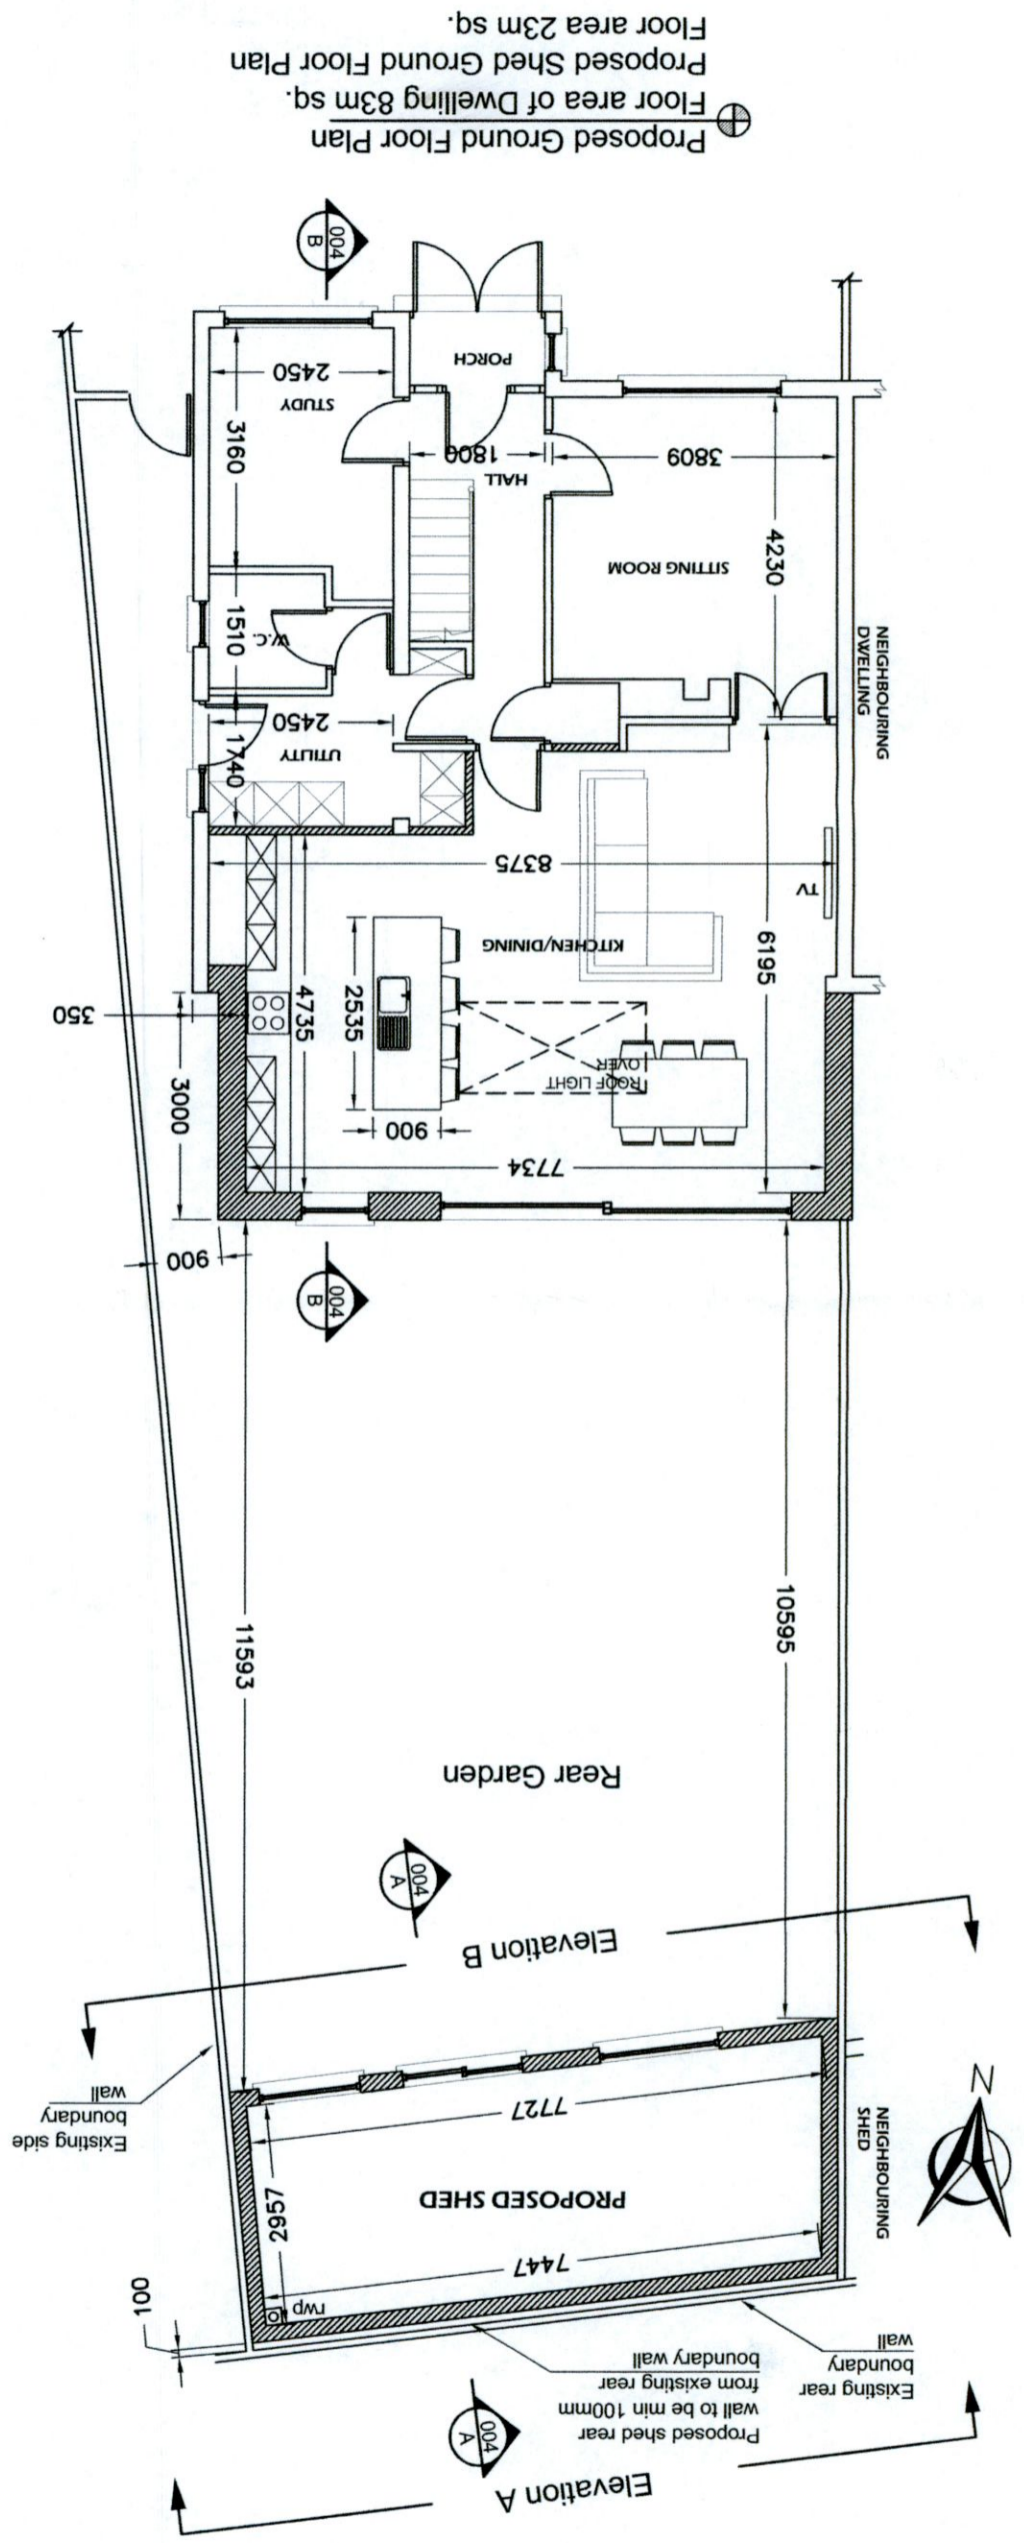 Elevation A
004
A
Existing rear
boundary
wall
Proposed shed rear
wall to be min 100mm
from existing rear
boundary wall
100
rwp
7447
PROPOSED SHED
2957
7727
NEIGHBOURING
SHED
N
Existing side
boundary
wall
Elevation B
004
A
Rear Garden
10595
11593
004
B
900
7734
3000
350
900
2535
4735
ROOF LIGHT
OVER
6195
KITCHEN/DINING
TV
8375
UTILITY
2450
1740
NEIGHBOURING
DWELLING
W.C.
1510
SITTING ROOM
4230
3809
HALL
1800
3160
STUDY
2450
PORCH
004
B
Proposed Ground Floor Plan
Floor area of Dwelling 83m sq.
Proposed Shed Ground Floor Plan
Floor area 23m sq.